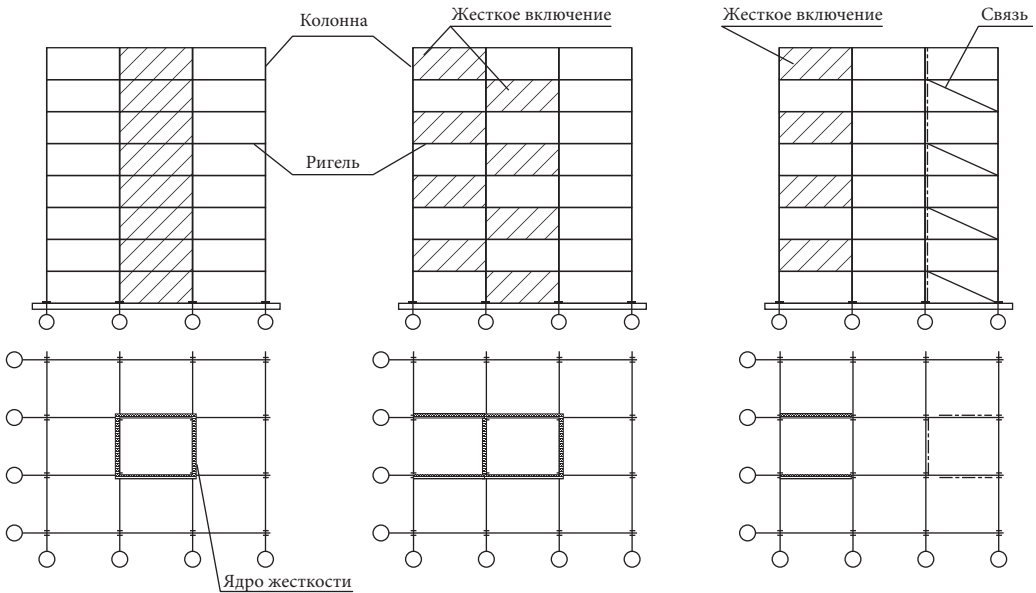 Колонна
Жесткое включение
Жесткое включение
Связь
Ригель
Ядро жесткости